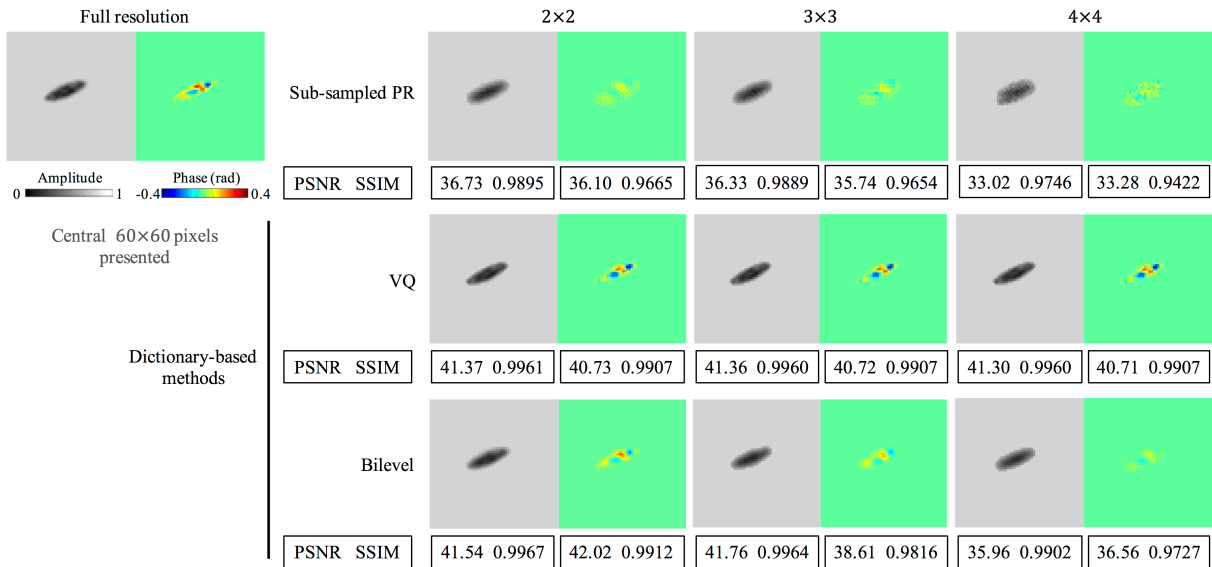 Full resolution
2×2
3×3
4×4
Sub-sampled PR
Amplitude
0
1
Phase (rad)
-0.4
0.4
PSNR SSIM
36.73 0.9895
36.10 0.9665
36.33 0.9889
35.74 0.9654
33.02 0.9746
33.28 0.9422
Central 60×60 pixels
presented
VQ
Dictionary-based
methods
PSNR SSIM
41.37 0.9961
40.73 0.9907
41.36 0.9960
40.72 0.9907
41.30 0.9960
40.71 0.9907
Bilevel
PSNR SSIM
41.54 0.9967
42.02 0.9912
41.76 0.9964
38.61 0.9816
35.96 0.9902
36.56 0.9727